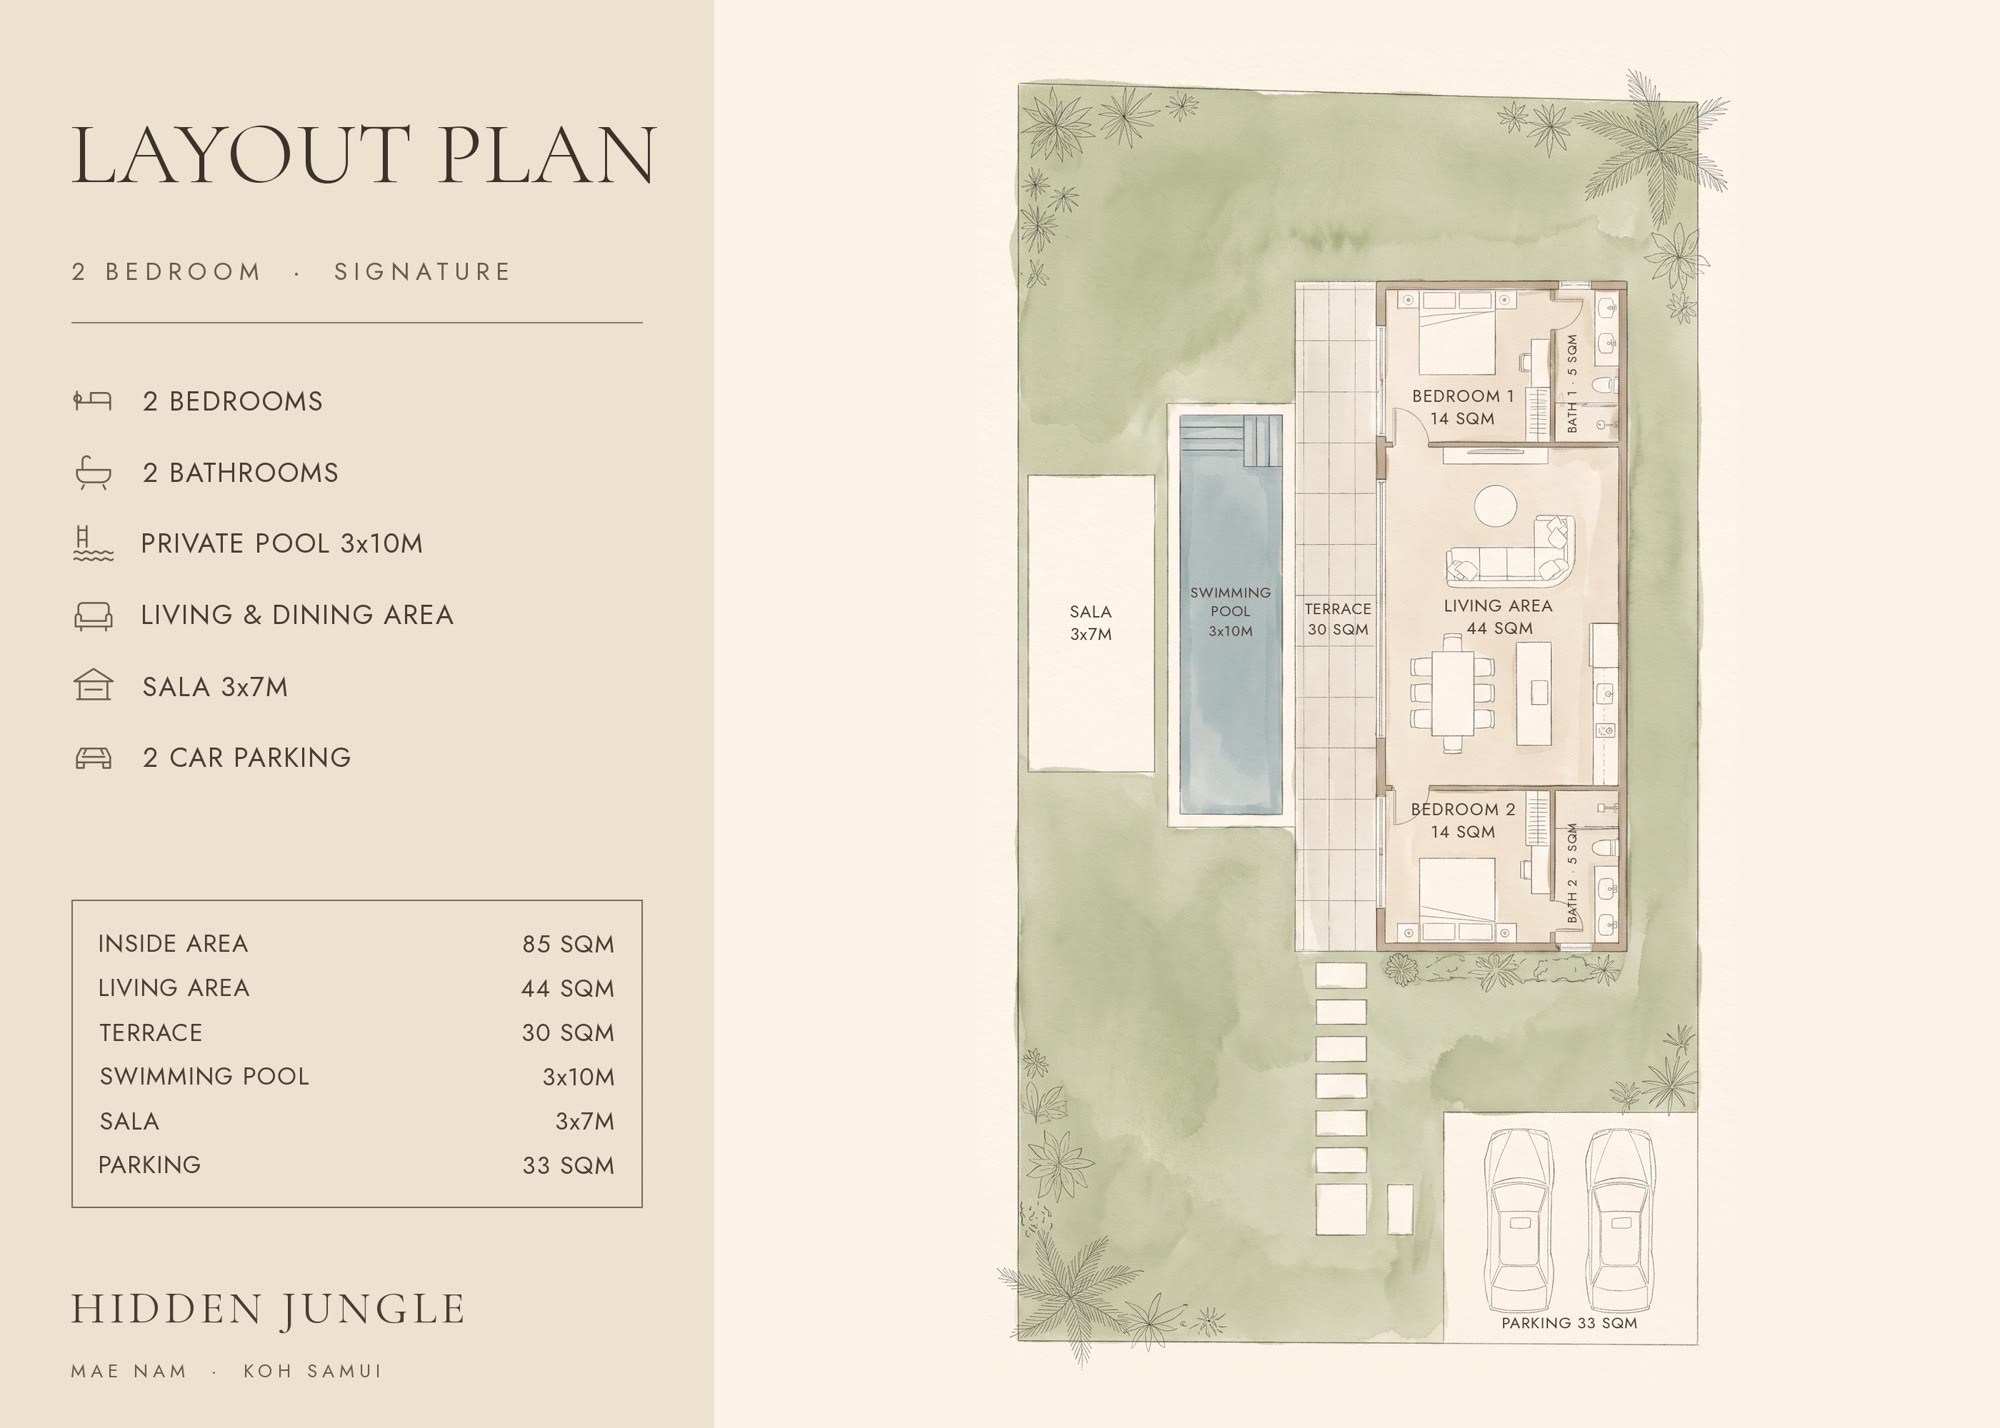 LAYOUT PLAN
2 BEDROOM · SIGNATURE
2 BEDROOMS
2 BATHROOMS
PRIVATE POOL 3x10M
LIVING & DINING AREA
SALA 3x7M
2 CAR PARKING
INSIDE AREA 85 SQM
LIVING AREA 44 SQM
TERRACE 30 SQM
SWIMMING POOL 3x10M
SALA 3x7M
PARKING 33 SQM
HIDDEN JUNGLE
MAE NAM · KOH SAMUI
BEDROOM 1
14 SQM
BATH 1 · 5 SQM
SALA
3x7M
SWIMMING
POOL
3x10M
TERRACE
30 SQM
LIVING AREA
44 SQM
BEDROOM 2
14 SQM
BATH 2 · 5 SQM
PARKING 33 SQM